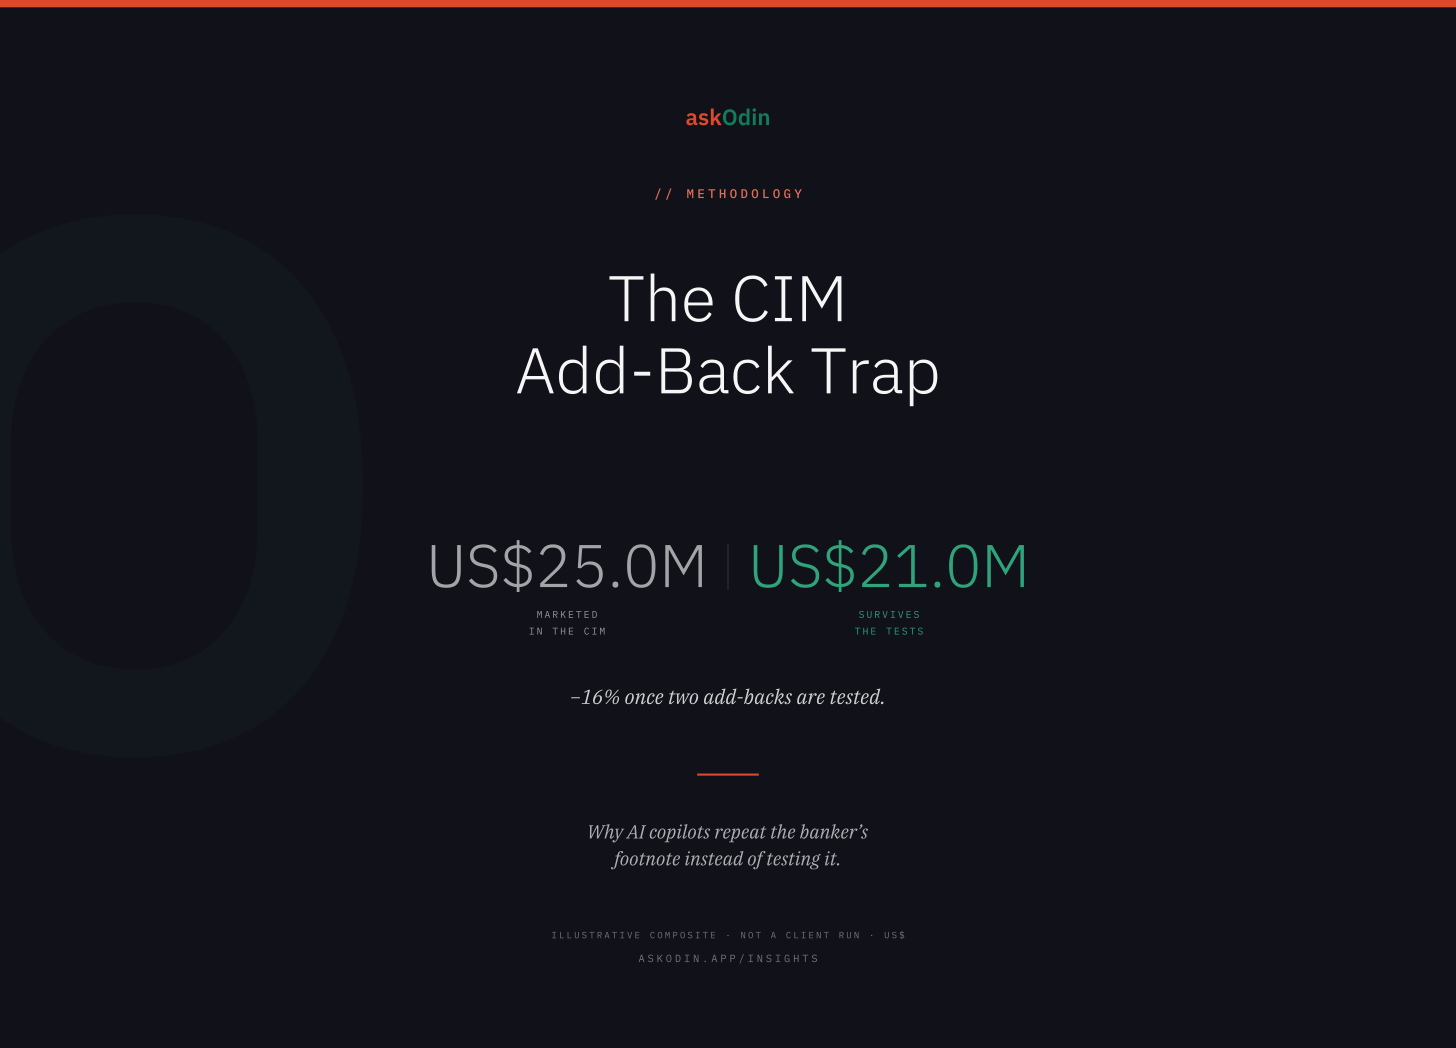 askOdin
// METHODOLOGY
The CIM
Add-Back Trap
US$25.0M | US$21.0M
MARKETED
IN THE CIM
SURVIVES
THE TESTS
−16% once two add-backs are tested.
Why AI copilots repeat the banker’s
footnote instead of testing it.
ILLUSTRATIVE COMPOSITE · NOT A CLIENT RUN · US$
ASKODIN.APP/INSIGHTS